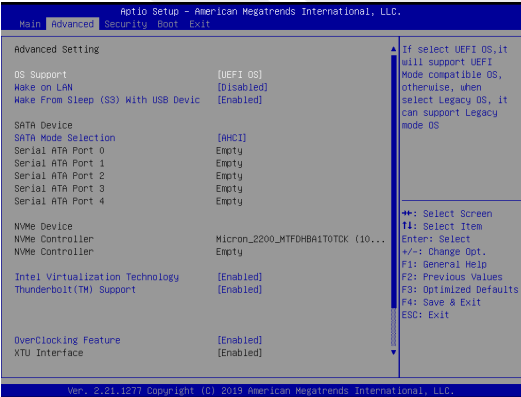 Aptio Setup - American Megatrends International, LLC.
Main Advanced Security Boot Exit
Advanced Setting
OS Support [UEFI OS]
Wake on LAN [Disabled]
Wake From Sleep (S3) With USB Devic [Enabled]
SATA Device
SATA Mode Selection [AHCI]
Serial ATA Port 0 Empty
Serial ATA Port 1 Empty
Serial ATA Port 2 Empty
Serial ATA Port 3 Empty
Serial ATA Port 4 Empty
NVMe Device
NVMe Controller Micron_2200_MTFDHBA1T0TCK (10...
NVMe Controller Empty
Intel Virtualization Technology [Enabled]
Thunderbolt(TM) Support [Enabled]
OverClocking Feature [Enabled]
XTU Interface [Enabled]
If select UEFI OS,it
will support UEFI
Mode compatible OS,
otherwise, when
select Legacy OS, it
can support Legacy
mode OS
→←: Select Screen
↑↓: Select Item
Enter: Select
+/-: Change Opt.
F1: General Help
F2: Previous Values
F3: Optimized Defaults
F4: Save & Exit
ESC: Exit
Ver. 2.21.1277 Copyright (C) 2019 American Megatrends International, LLC.